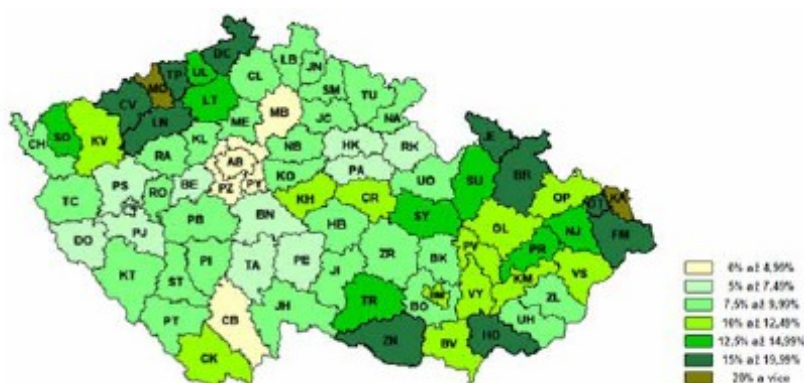 DC
LB
TP
UL
JN
MO
CL
CV
LT
SM
TU
MB
LN
ME
JC
NA
SO
KL
JE
CH
KV
RA
NB
HK
RK
AB
BR
PS
BE
PZ
PY
KO
PA
UO
SU
OP
KA
RO
TC
KH
CR
OT
BN
SY
OL
NJ
FM
PB
PR
DO
PJ
HB
PV
TA
PE
ZR
BK
KM
VS
KT
ST
PI
JI
VY
ZL
TR
BO
BM
CB
JH
UH
PT
ZN
HO
BV
CK
0% až 4,99%
5% až 7,49%
7,5% až 9,99%
10% až 12,49%
12,5% až 14,99%
15% až 19,99%
20% a více